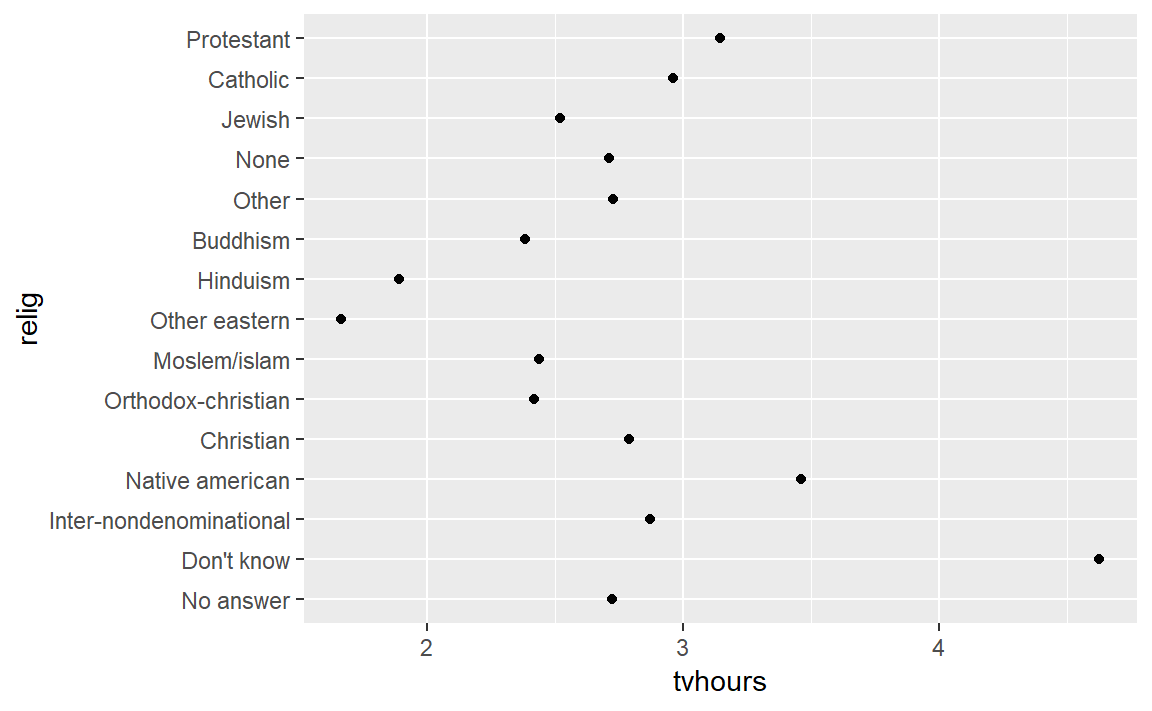 Protestant
Catholic
Jewish
None
Other
Buddhism
Hinduism
Other eastern
Moslem/islam
Orthodox-christian
Christian
Native american
Inter-nondenominational
Don't know
No answer
relig
2 3 4
tvhours